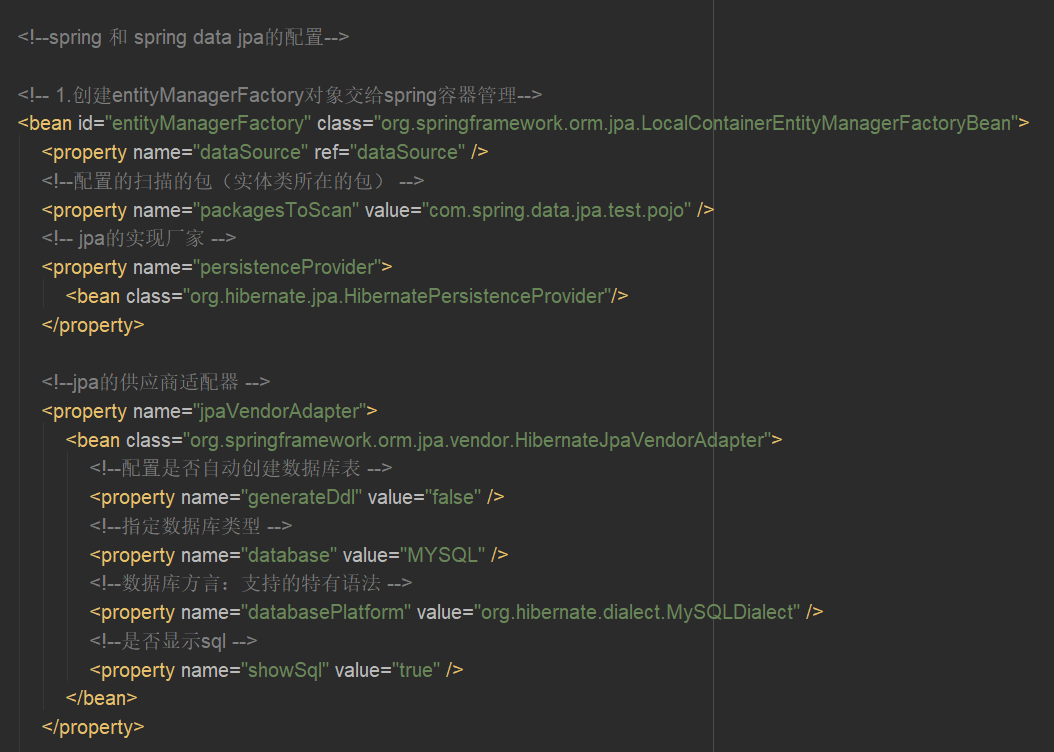 <!--spring 和 spring data jpa的配置-->
<!-- 1.创建entityManagerFactory对象交给spring容器管理-->
<bean id="entityManagerFactory" class="org.springframework.orm.jpa.LocalContainerEntityManagerFactoryBean">
<property name="dataSource" ref="dataSource" />
<!--配置的扫描的包（实体类所在的包） -->
<property name="packagesToScan" value="com.spring.data.jpa.test.pojo" />
<!-- jpa的实现厂家 -->
<property name="persistenceProvider">
<bean class="org.hibernate.jpa.HibernatePersistenceProvider"/>
</property>
<!--jpa的供应商适配器 -->
<property name="jpaVendorAdapter">
<bean class="org.springframework.orm.jpa.vendor.HibernateJpaVendorAdapter">
<!--配置是否自动创建数据库表 -->
<property name="generateDdl" value="false" />
<!--指定数据库类型 -->
<property name="database" value="MYSQL" />
<!--数据库方言：支持的特有语法 -->
<property name="databasePlatform" value="org.hibernate.dialect.MySQLDialect" />
<!--是否显示sql -->
<property name="showSql" value="true" />
</bean>
</property>